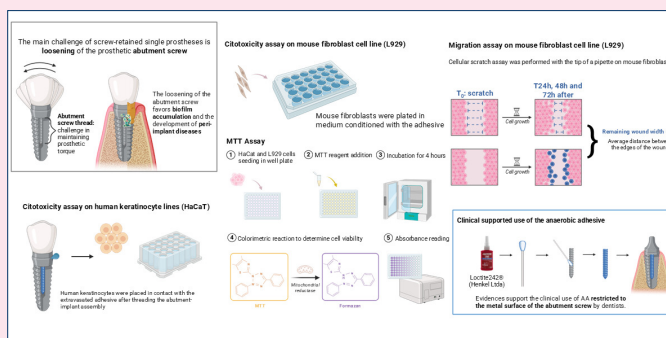 The main challenge of screw-retained single prostheses is
loosening of the prosthetic abutment screw
The loosening of the
abutment screw
favors biofilm
accumulation and the
development of peri-
implant diseases
Abutment
screw thread:
challenge in
maintaining
prosthetic
torque
Citotoxicity assay on human keratinocyte lines (HaCaT)
Human keratinocytes were placed in contact with the
extravasated adhesive after threading the abutment-
implant assembly
Citotoxicity assay on mouse fibroblast cell line (L929)
Mouse fibroblasts were plated in
medium conditioned with the adhesive
MTT Assay
1 HaCat and L929 cells
seeding in well plate
2 MTT reagent addition
3 Incubation for 4 hours
4 Colorimetric reaction to determine cell viability
5 Absorbance reading
Mitochondrial
reductase
MTT
Formazan
Migration assay on mouse fibroblast cell line (L929)
Cellular scratch assay was performed with the tip of a pipette on mouse fibroblas
T0: scratch
T24h, 48h and
72h after
Cell growth
Cell growth
Remaining wound width
Average distance betwe
the edges of the woun
Clinical supported use of the anaerobic adhesive
Loctite242®
(Henkel Ltda)
Evidences support the clinical use of AA restricted to
the metal surface of the abutment screw by dentists.